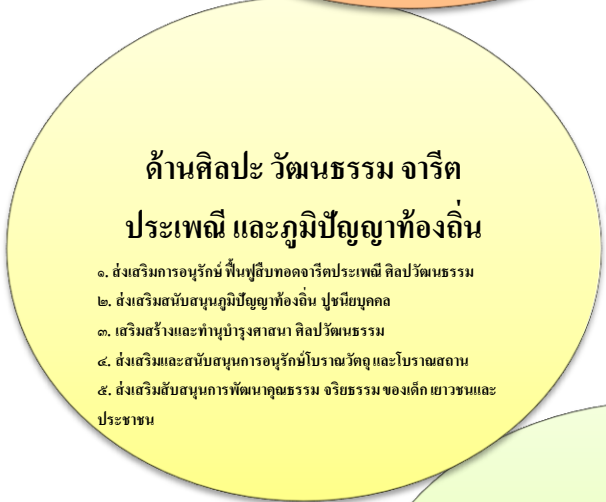 ด้านศิลปะ วัฒนธรรม จารีต
ประเพณี และภูมิปัญญาท้องถิ่น
๑. ส่งเสริมการอนุรักษ์ ฟื้นฟูสืบทอดจารีตประเพณี ศิลปวัฒนธรรม
๒. ส่งเสริมสนับสนุนภูมิปัญญาท้องถิ่น ปูชนียบุคคล
๓. เสริมสร้างและทำนุบำรุงศาสนา ศิลปวัฒนธรรม
๔. ส่งเสริมและสนับสนุนการอนุรักษ์โบราณวัตถุ และโบราณสถาน
๕. ส่งเสริมสับสนุนการพัฒนาคุณธรรม จริยธรรม ของเด็ก เยาวชนและ
ประชาชน